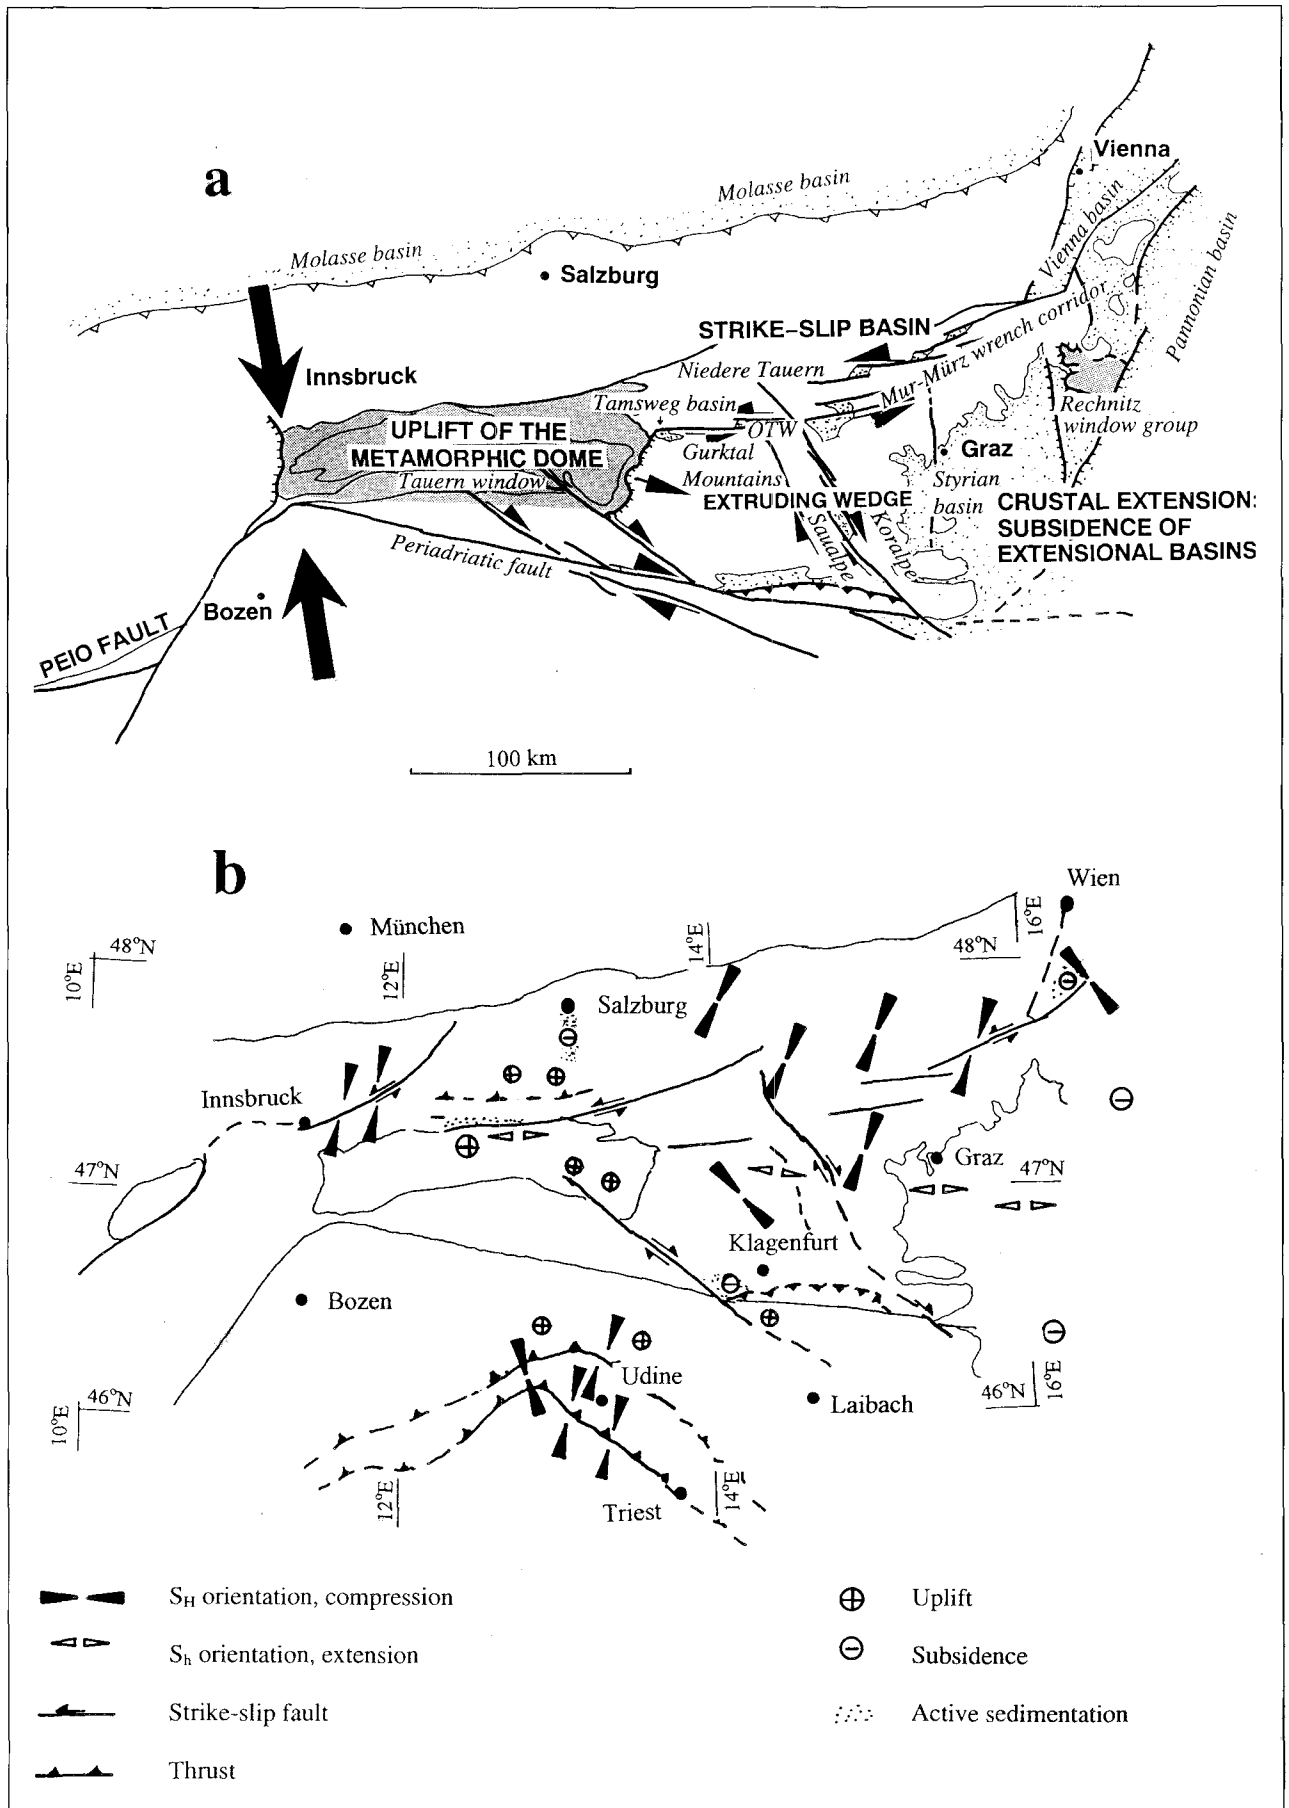 a
Vienna
Molasse basin
Molasse basin
Salzburg
Vienna basin
Pannonian basin
STRIKE–SLIP BASIN
Mur-Mürz wrench corridor
Innsbruck
Niedere Tauern
Tamsweg basin
OTW
Rechnitz
window group
UPLIFT OF THE
METAMORPHIC DOME
Tauern window
Gurktal
Mountains
Graz
Styrian
basin
EXTRUDING WEDGE
Saualpe
Koralpe
CRUSTAL EXTENSION:
SUBSIDENCE OF
EXTENSIONAL BASINS
Periadriatic fault
Bozen
PEIO FAULT
100 km
b
Wien
München
48°N
10°E
12°E
14°E
16°E
48°N
Salzburg
Innsbruck
47°N
Graz
47°N
Klagenfurt
Bozen
Udine
46°N
10°E
Laibach
46°N
16°E
12°E
14°E
Triest
SH orientation, compression
Sh orientation, extension
Strike-slip fault
Thrust
Uplift
Subsidence
Active sedimentation